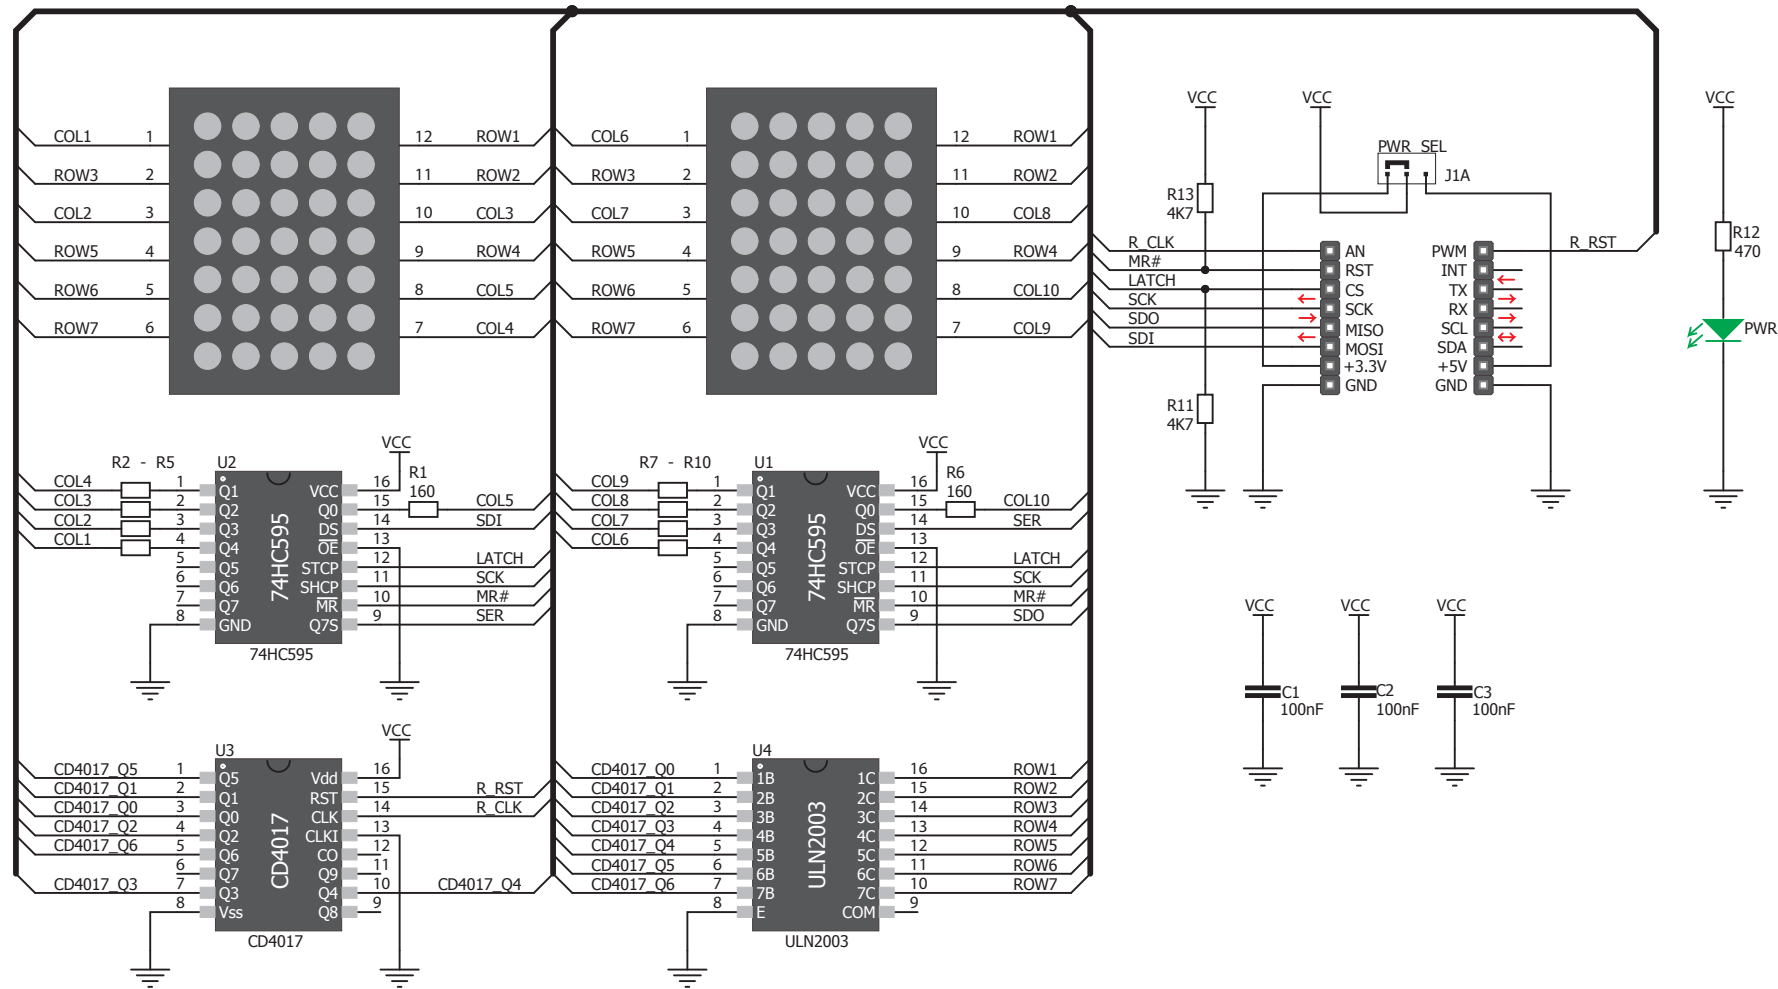 COL1 1
ROW3 2
COL2 3
ROW5 4
ROW6 5
ROW7 6
12 ROW1
11 ROW2
10 COL3
9 ROW4
8 COL5
7 COL4
COL6 1
ROW3 2
COL7 3
ROW5 4
ROW6 5
ROW7 6
12 ROW1
11 ROW2
10 COL8
9 ROW4
8 COL10
7 COL9
VCC
VCC
PWR SEL
J1A
R13
4K7
R_CLK
MR#
LATCH
SCK
SDO
SDI
R11
4K7
AN
RST
CS
SCK
MISO
MOSI
+3.3V
GND
PWM
INT
TX
RX
SCL
SDA
+5V
GND
R_RST
VCC
R12
470
PWR
R2 - R5
U2
VCC
R1
160
COL4 1 Q1
COL3 2 Q2
COL2 3 Q3
COL1 4 Q4
5 Q5
6 Q6
7 Q7
8 GND
74HC595
VCC 16
Q0 15 COL5
DS 14 SDI
OE 13
STCP 12 LATCH
SHCP 11 SCK
MR 10 MR#
Q7S 9 SER
74HC595
R7 - R10
U1
VCC
R6
160
COL9 1 Q1
COL8 2 Q2
COL7 3 Q3
COL6 4 Q4
5 Q5
6 Q6
7 Q7
8 GND
74HC595
VCC 16
Q0 15 COL10
DS 14 SER
OE 13
STCP 12 LATCH
SHCP 11 SCK
MR 10 MR#
Q7S 9 SDO
74HC595
VCC
C1
100nF
VCC
C2
100nF
VCC
C3
100nF
U3
VCC
CD4017_Q5 1 Q5
CD4017_Q1 2 Q1
CD4017_Q0 3 Q0
CD4017_Q2 4 Q2
CD4017_Q6 5 Q6
6 Q7
CD4017_Q3 7 Q3
8 Vss
CD4017
Vdd 16
RST 15 R_RST
CLK 14 R_CLK
CLKI 13
CO 12
Q9 11
Q4 10 CD4017_Q4
Q8 9
CD4017
U4
CD4017_Q0 1 1B
CD4017_Q1 2 2B
CD4017_Q2 3 3B
CD4017_Q3 4 4B
CD4017_Q4 5 5B
CD4017_Q5 6 6B
CD4017_Q6 7 7B
8 E
ULN2003
1C 16 ROW1
2C 15 ROW2
3C 14 ROW3
4C 13 ROW4
5C 12 ROW5
6C 11 ROW6
7C 10 ROW7
COM 9
ULN2003